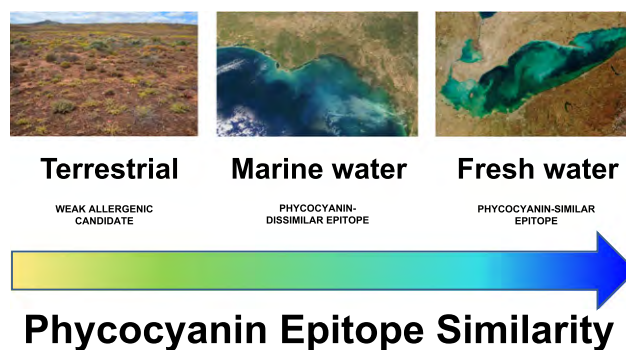 Terrestrial
Marine water
Fresh water
WEAK ALLERGENIC
CANDIDATE
PHYCOCYANIN-
DISSIMILAR EPITOPE
PHYCOCYANIN-SIMILAR
EPITOPE
Phycocyanin Epitope Similarity